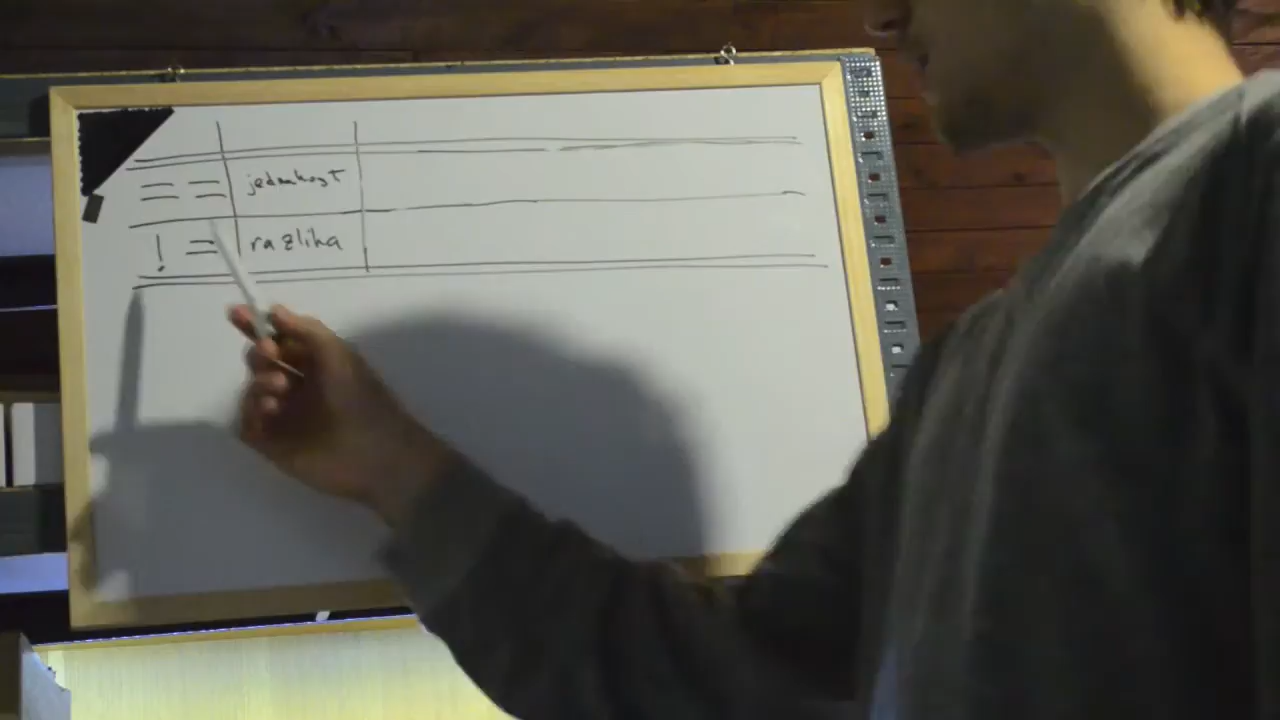 == jednakost
!= razlika